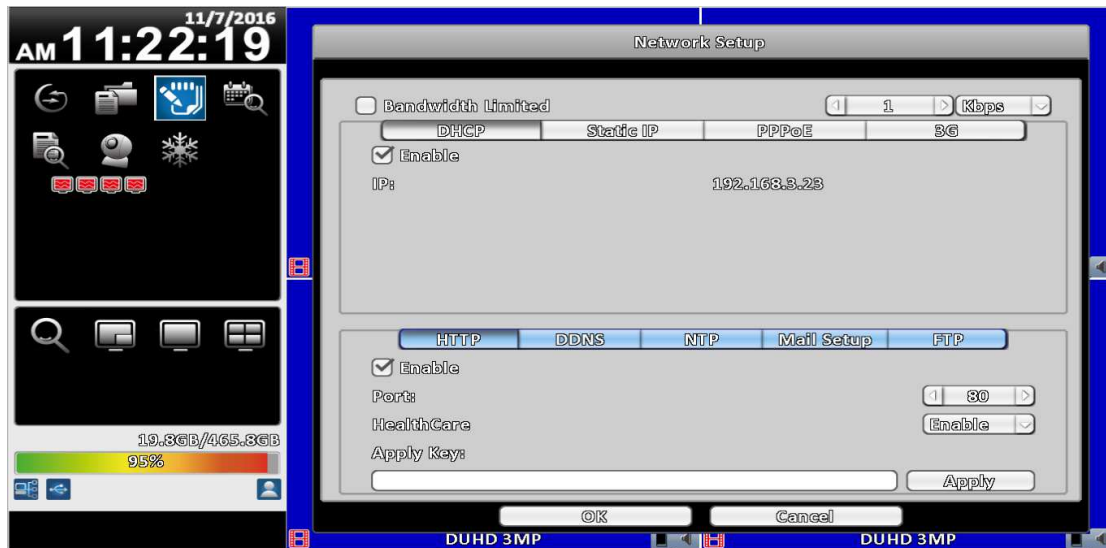 11/7/2016
AM 11:22:19
19.8GB/465.8GB
95%
Network Setup
Bandwidth Limited 1 Kbps
DHCP Static IP PPPoE 3G
Enable
IP: 192.168.3.23
HTTP DDNS NTP Mail Setup FTP
Enable
Port: 80
HealthCare Enable
Apply Key:
Apply
OK Cancel
DUHD 3MP DUHD 3MP